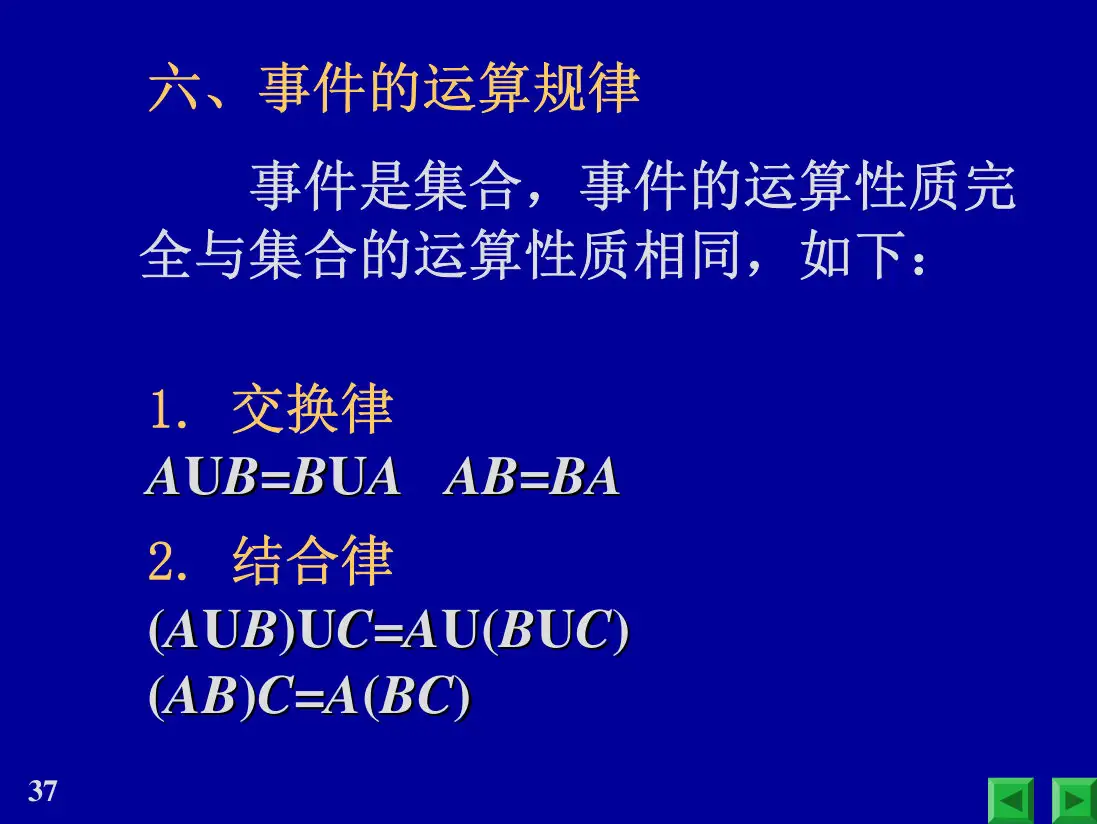 六、事件的运算规律
事件是集合，事件的运算性质完
全与集合的运算性质相同，如下：
1. 交换律
AUB=BUA AB=BA
2. 结合律
(AUB)UC=AU(BUC)
(AB)C=A(BC)
37